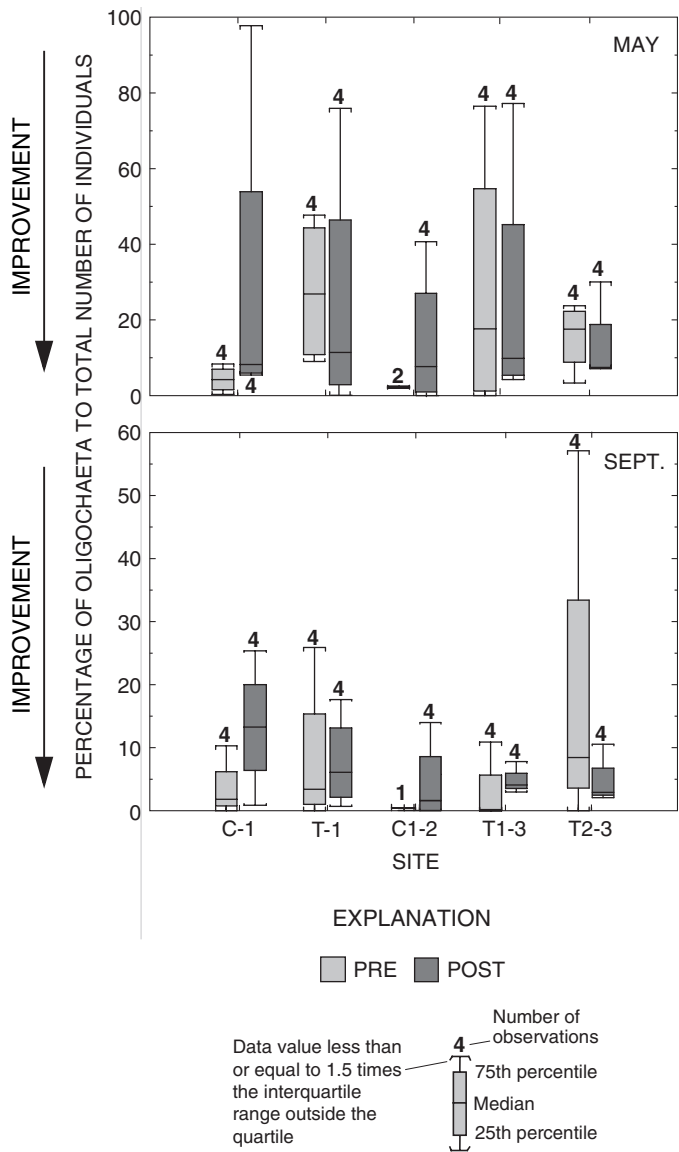 IMPROVEMENT
IMPROVEMENT
PERCENTAGE OF OLIGOCHAETA TO TOTAL NUMBER OF INDIVIDUALS
MAY
100
80
60
40
20
0
4
4
4
4
2
4
4
4
4
4
SEPT.
60
50
40
30
20
10
0
4
4
4
4
1
4
4
4
4
4
C-1 T-1 C1-2 T1-3 T2-3
SITE
EXPLANATION
PRE POST
Number of
observations
4
Data value less than
or equal to 1.5 times
the interquartile
range outside the
quartile
75th percentile
Median
25th percentile